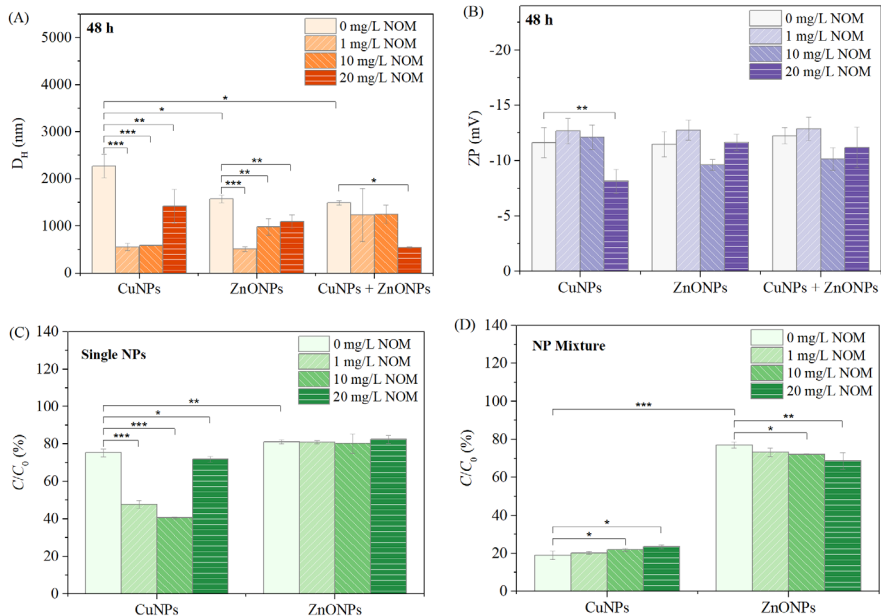 (A)
48 h
0 mg/L NOM
1 mg/L NOM
10 mg/L NOM
20 mg/L NOM
5000
4000
3000
2000
1000
0
D_H (nm)
*
*
**
***
***
**
**
***
*
CuNPs
ZnONPs
CuNPs + ZnONPs
(B)
48 h
0 mg/L NOM
1 mg/L NOM
10 mg/L NOM
20 mg/L NOM
-20
-15
-10
-5
0
ZP (mV)
**
CuNPs
ZnONPs
CuNPs + ZnONPs
(C)
Single NPs
0 mg/L NOM
1 mg/L NOM
10 mg/L NOM
20 mg/L NOM
140
120
100
80
60
40
20
0
C/C₀ (%)
**
*
***
***
CuNPs
ZnONPs
(D)
NP Mixture
0 mg/L NOM
1 mg/L NOM
10 mg/L NOM
20 mg/L NOM
140
120
100
80
60
40
20
0
C/C₀ (%)
***
**
*
*
*
CuNPs
ZnONPs